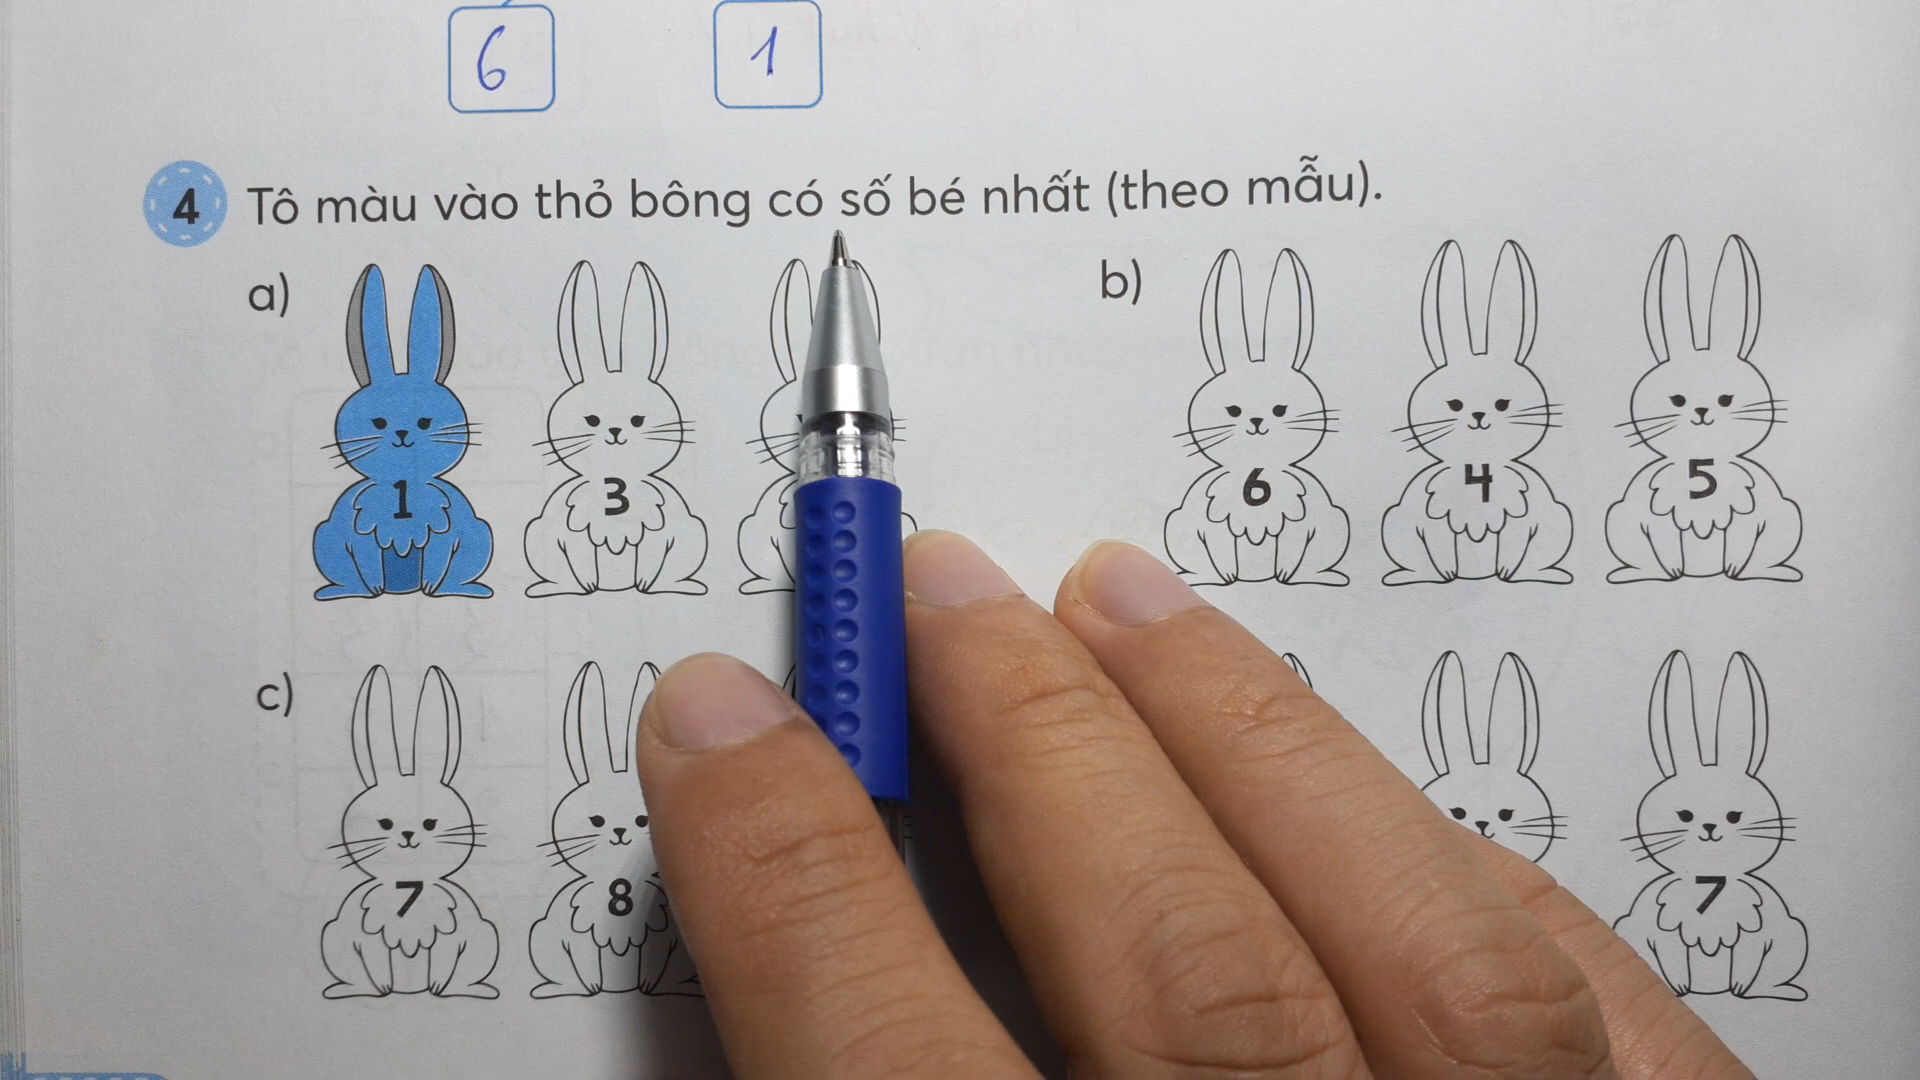 6 1
4 Tô màu vào thỏ bông có số bé nhất (theo mẫu).
a) b)
1 3 6 4 5
c)
7 8 7